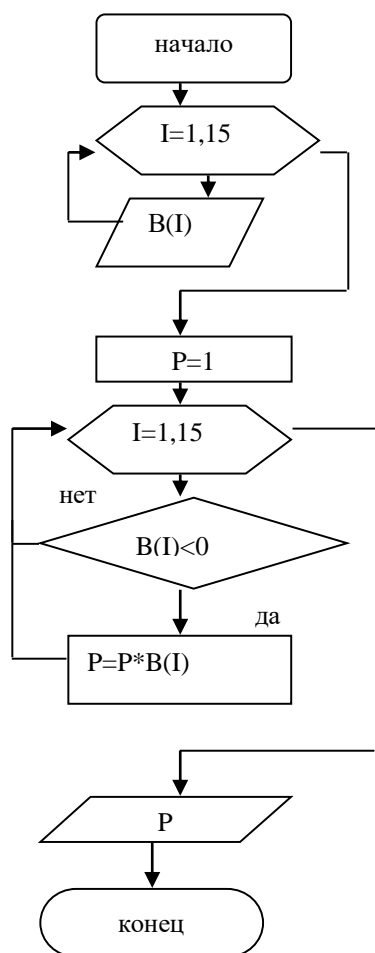 начало
I=1,15
B(I)
P=1
I=1,15
нет
B(I)<0
да
P=P*B(I)
P
конец